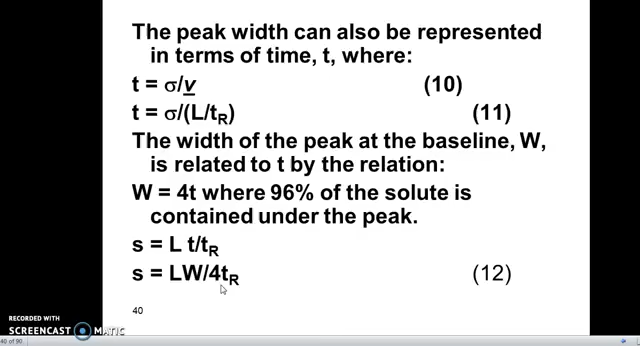 The peak width can also be represented
in terms of time, t, where:
t = σ/v (10)
t = σ/(L/tR) (11)
The width of the peak at the baseline, W,
is related to t by the relation:
W = 4t where 96% of the solute is
contained under the peak.
s = L t/tR
s = LW/4tR (12)
40
RECORDED WITH
SCREENCAST MATIC
40 of 90